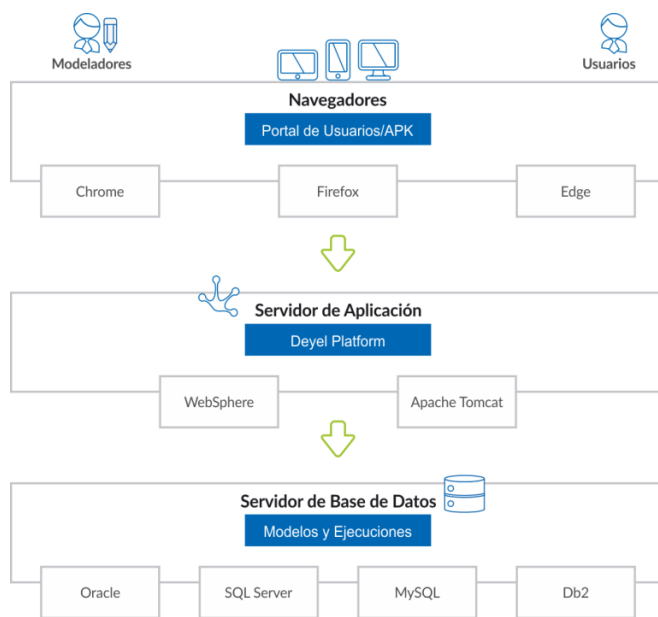 Modeladores
Usuarios
Navegadores
Portal de Usuarios/APK
Chrome
Firefox
Edge
Servidor de Aplicación
Deyel Platform
WebSphere
Apache Tomcat
Servidor de Base de Datos
Modelos y Ejecuciones
Oracle
SQL Server
MySQL
Db2